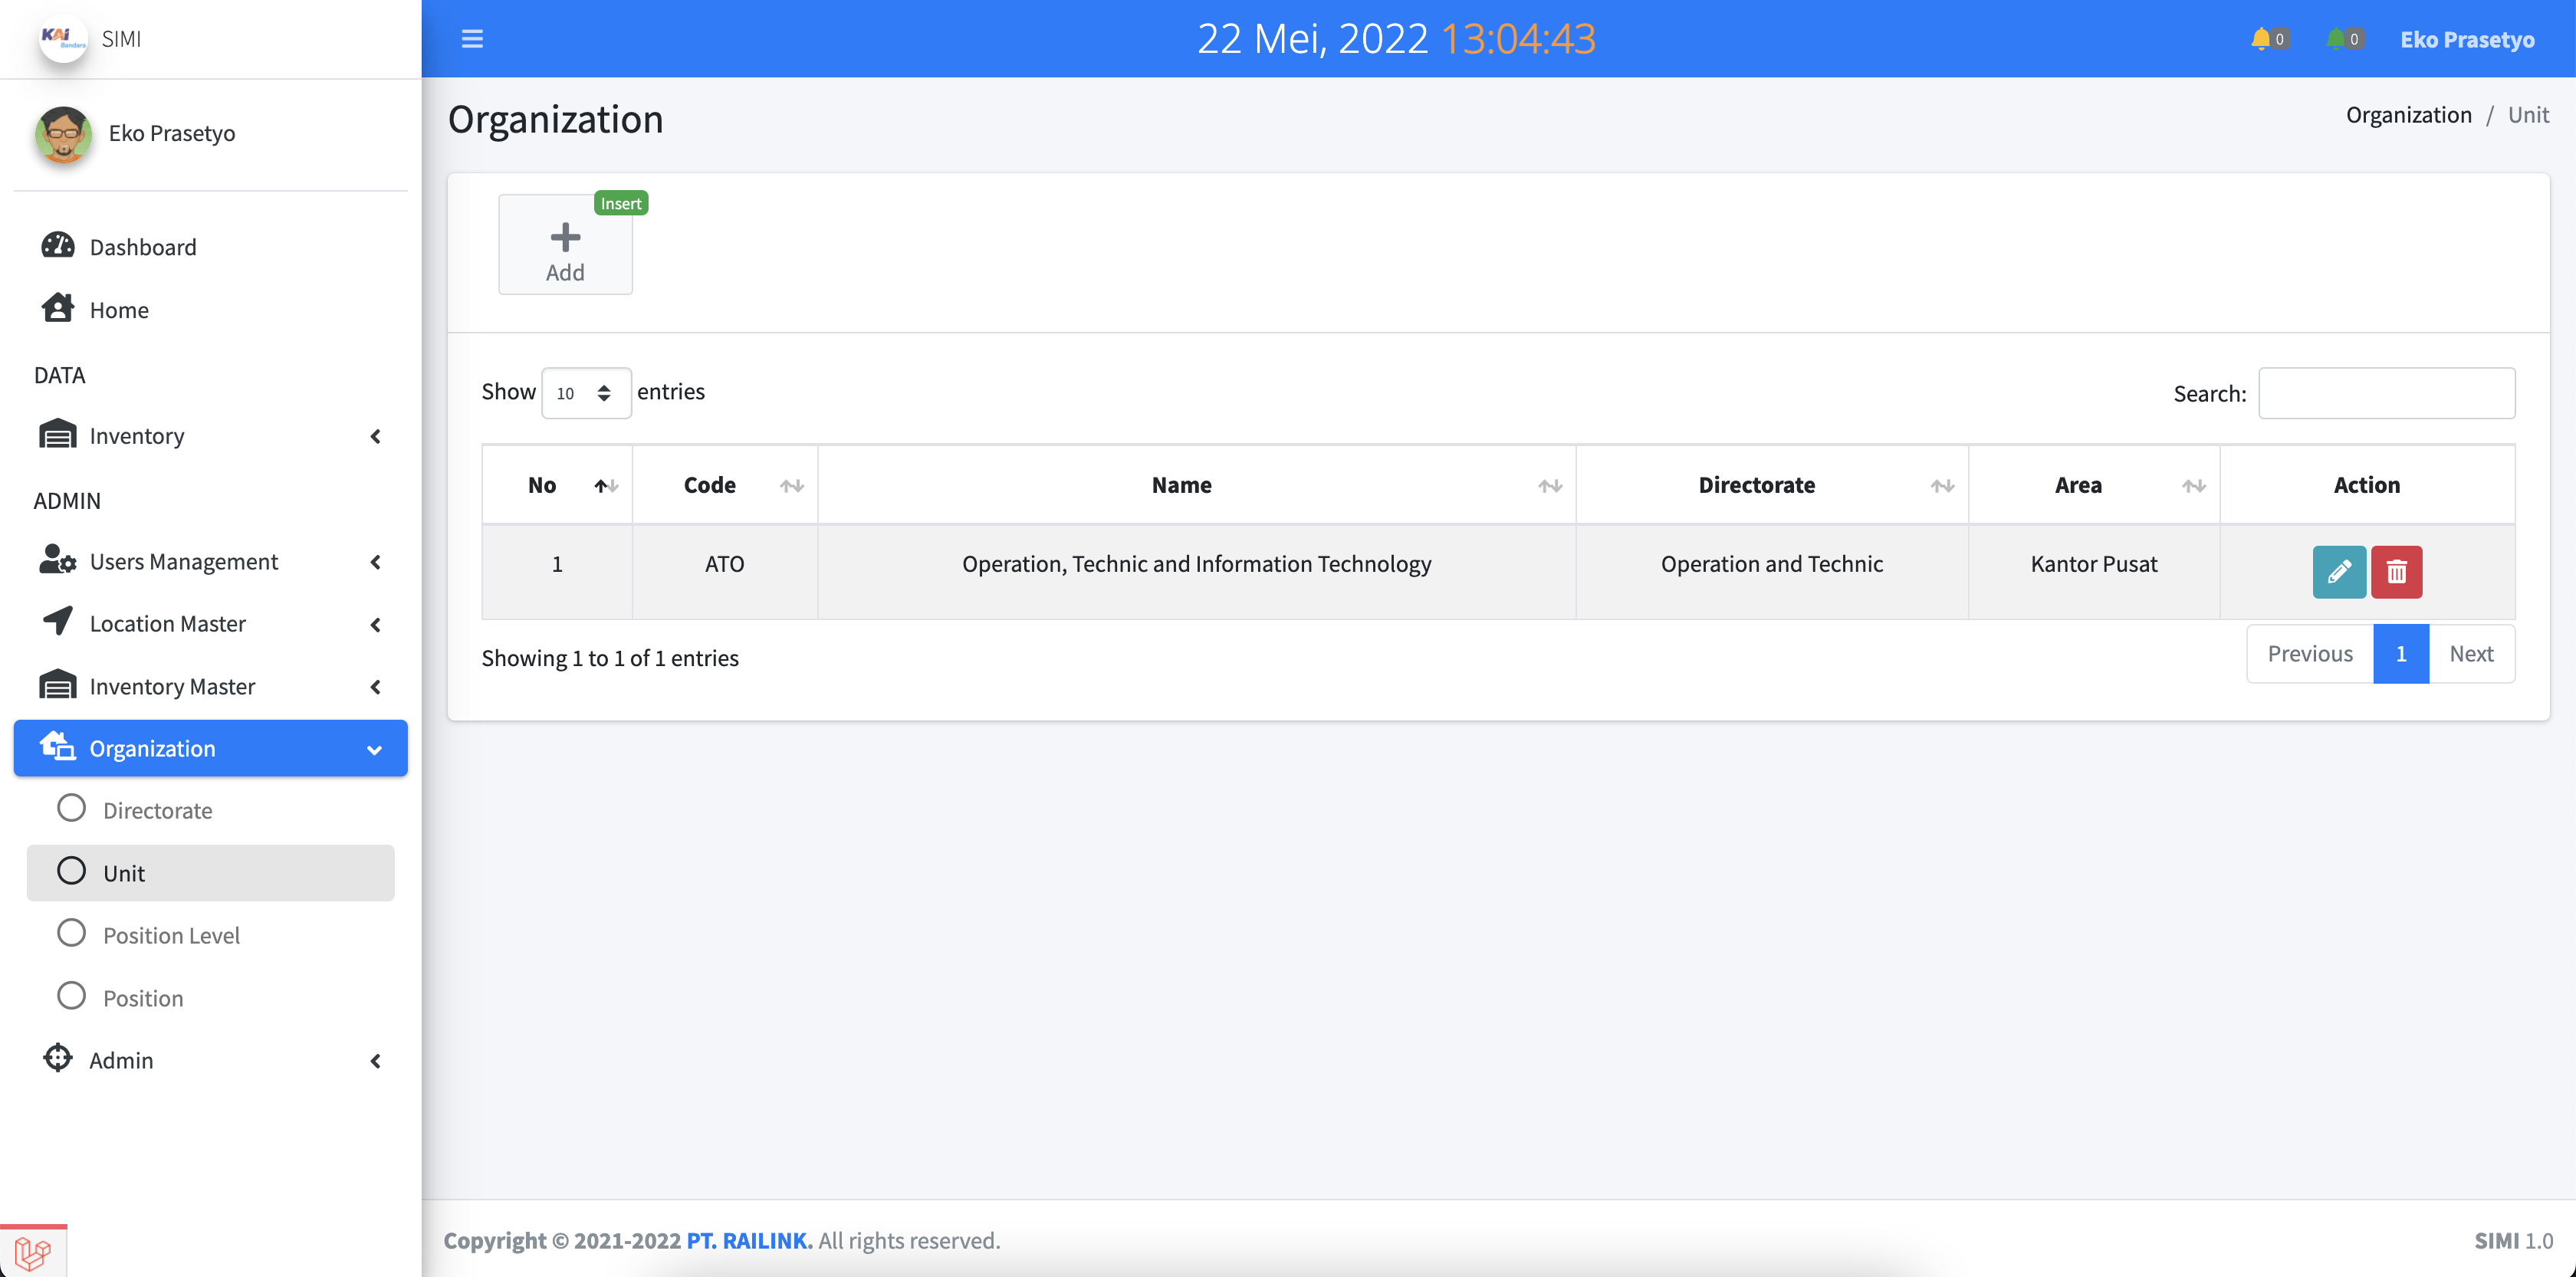 KAI Bandara
SIMI
22 Mei, 2022 13:04:43
0
0
Eko Prasetyo
Eko Prasetyo
Dashboard
Home
DATA
Inventory
ADMIN
Users Management
Location Master
Inventory Master
Organization
Directorate
Unit
Position Level
Position
Admin
Organization
Organization / Unit
Insert
Add
Show 10 entries
Search:
No Code Name Directorate Area Action
1 ATO Operation, Technic and Information Technology Operation and Technic Kantor Pusat
Showing 1 to 1 of 1 entries
Previous 1 Next
Copyright © 2021-2022 PT. RAILINK. All rights reserved.
SIMI 1.0